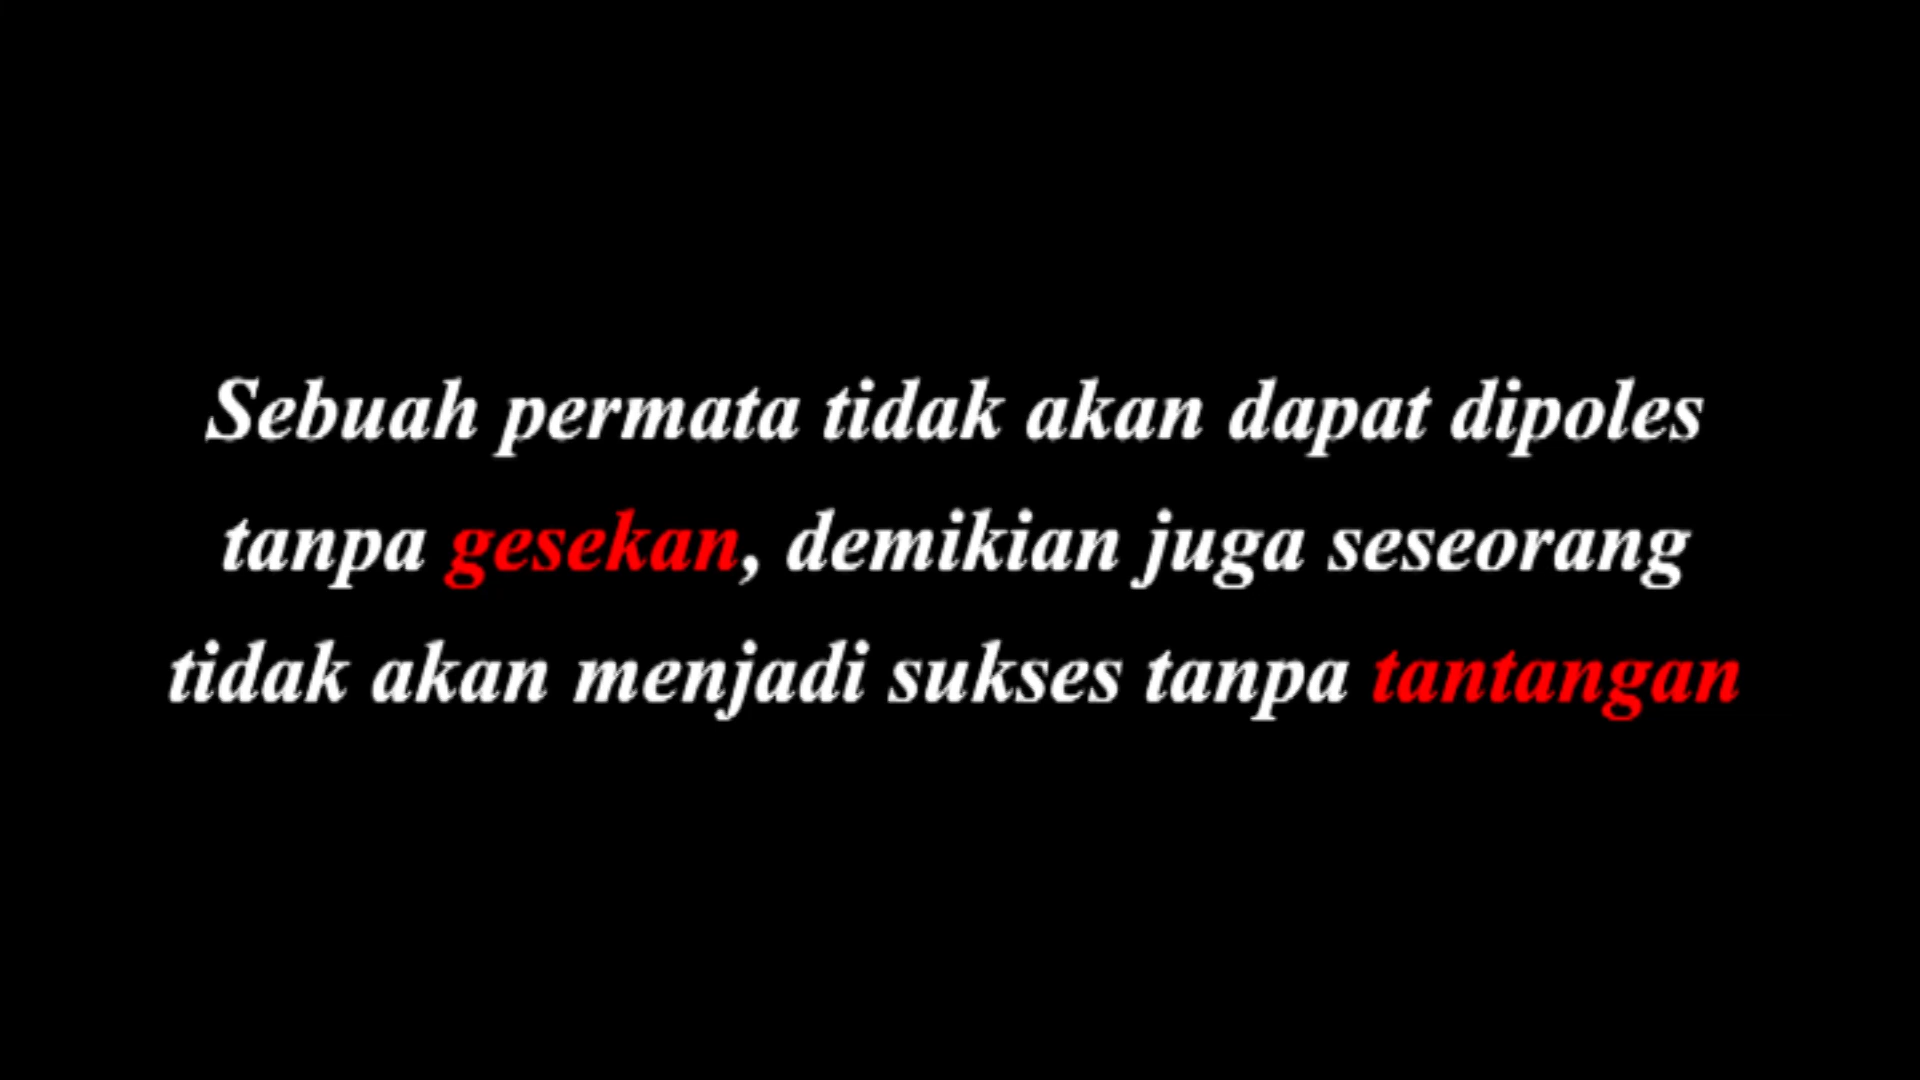 Sebuah permata tidak akan dapat dipoles
tanpa gesekan, demikian juga seseorang
tidak akan menjadi sukses tanpa tantangan